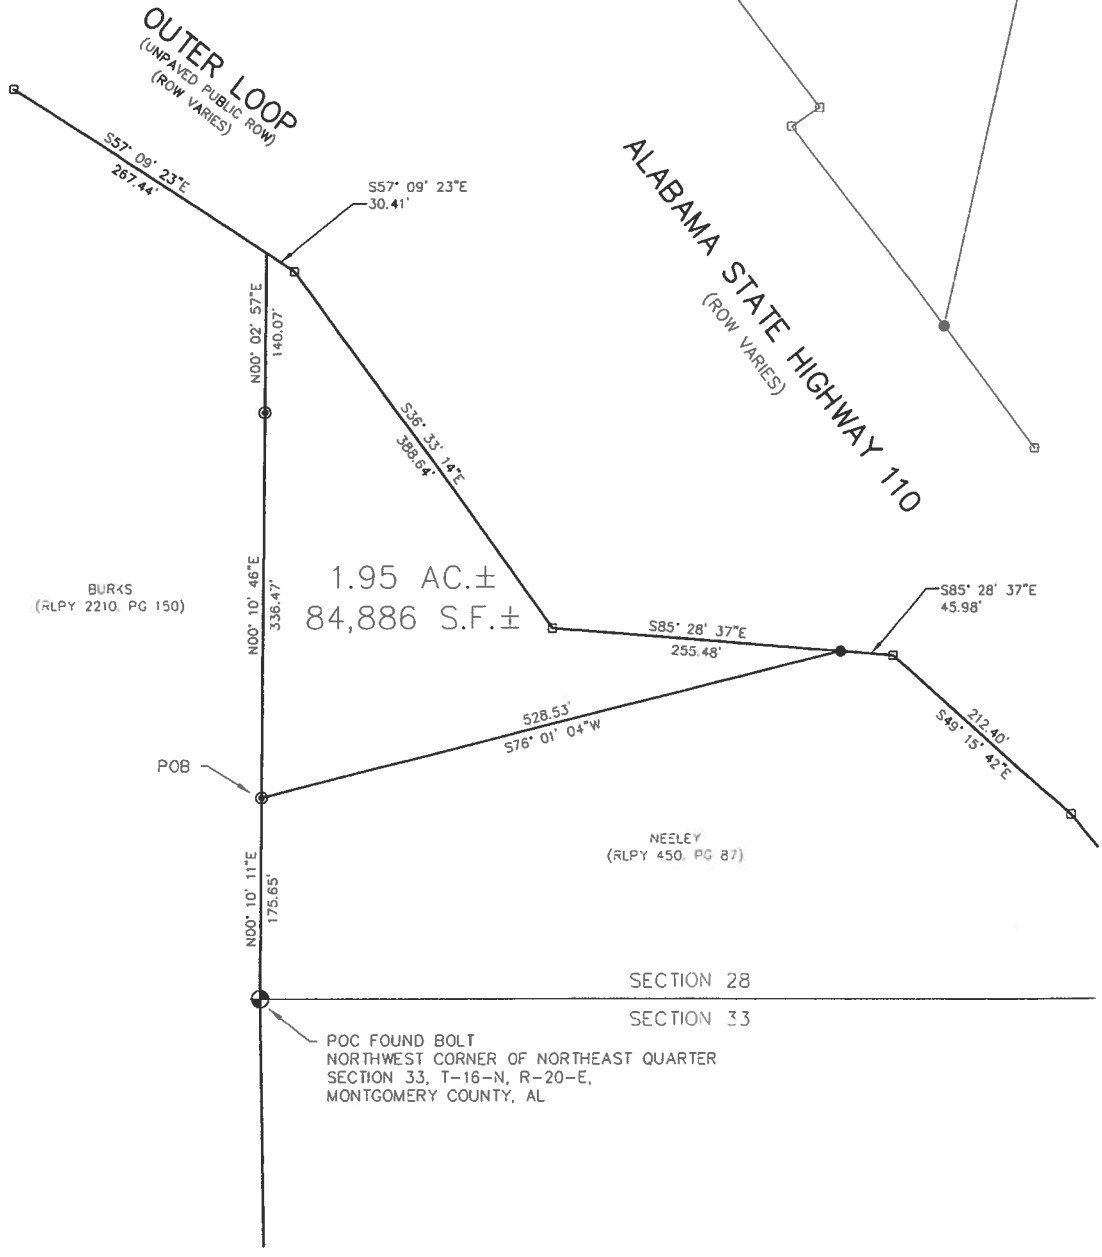 OUTER LOOP
(UNPAVED PUBLIC ROW)
(ROW VARIES)
S57° 09' 23"E
267.44'
S57° 09' 23"E
30.41'
ALABAMA STATE HIGHWAY 110
(ROW VARIES)
N00° 02' 57"E
140.07'
S36° 33' 14"E
388.64'
N00° 10' 46"E
336.47'
1.95 AC.±
84,886 S.F.±
BURKS
(RLPY 2210, PG 150)
S85° 28' 37"E
45.98'
S85° 28' 37"E
255.48'
528.53'
S76° 01' 04"W
212.40'
S49° 15' 42"E
POB
NEELEY
(RLPY 450, PG 87)
N00° 10' 11"E
175.65'
SECTION 28
SECTION 33
POC FOUND BOLT
NORTHWEST CORNER OF NORTHEAST QUARTER
SECTION 33, T-16-N, R-20-E,
MONTGOMERY COUNTY, AL